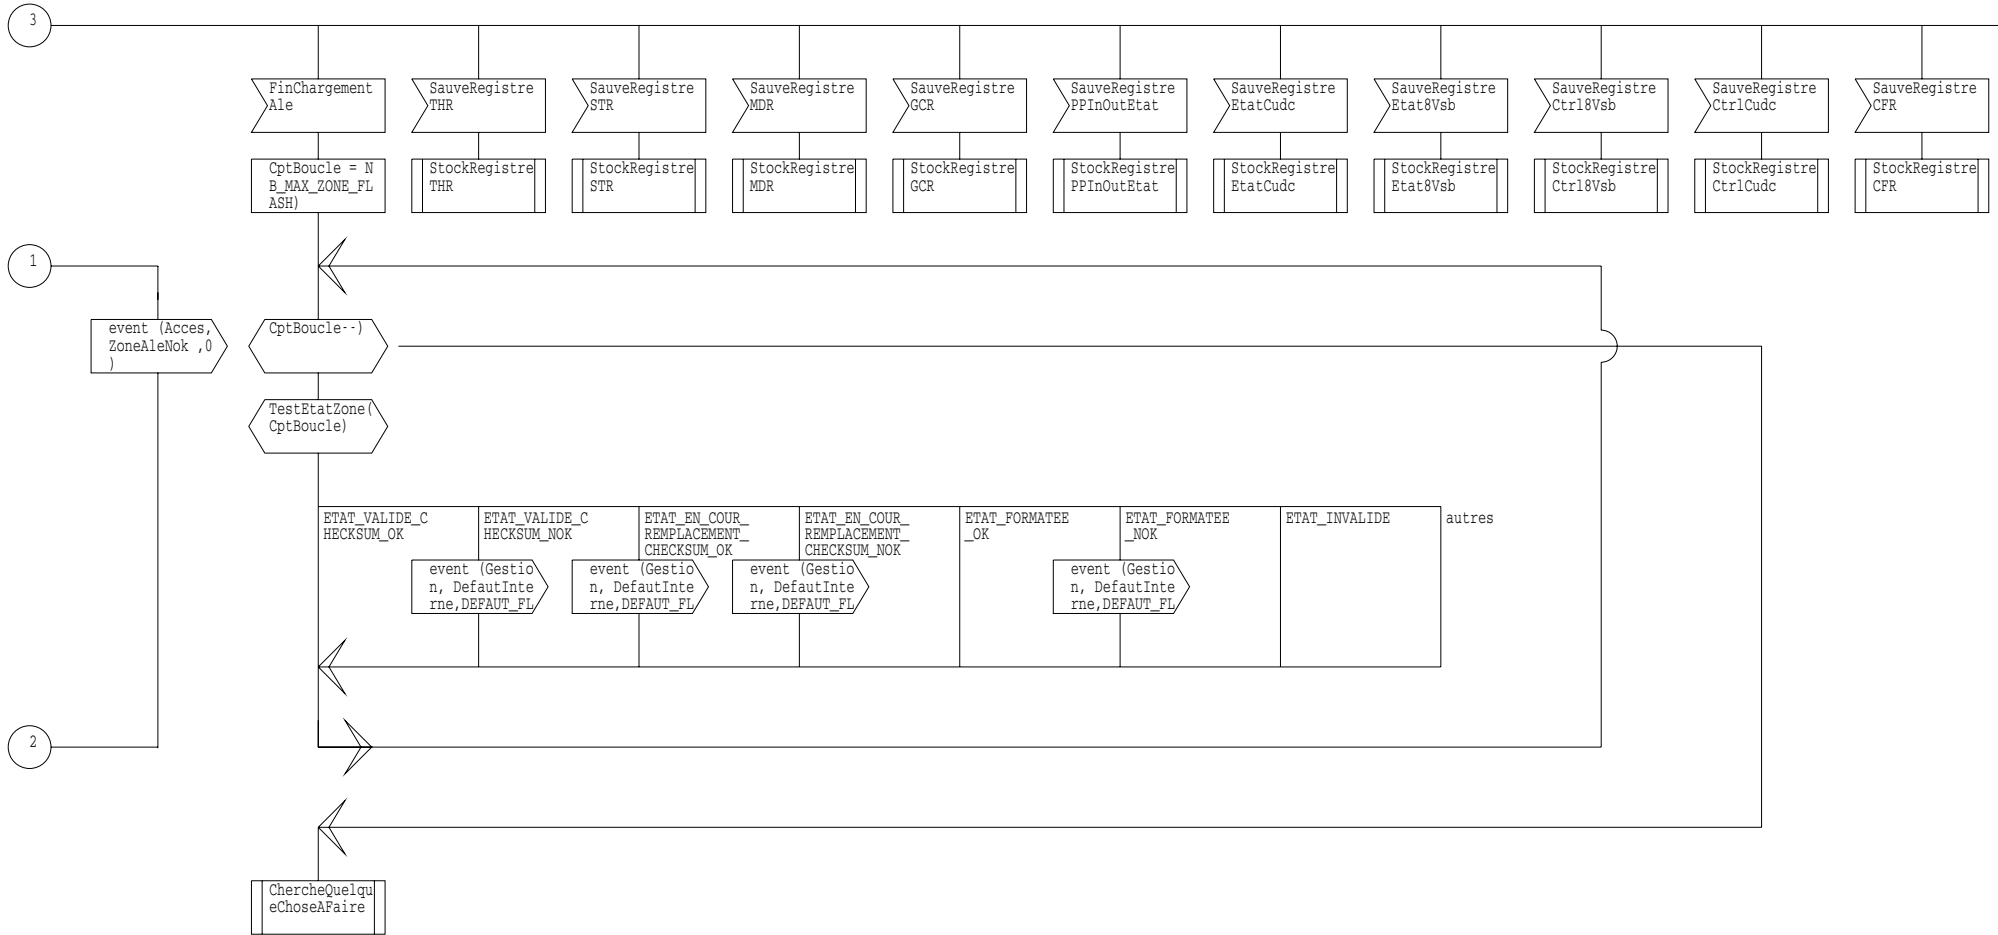 3
FinChargement
Ale
SauveRegistre
THR
SauveRegistre
STR
SauveRegistre
MDR
SauveRegistre
GCR
SauveRegistre
PPInOutEtat
SauveRegistre
EtatCudc
SauveRegistre
Etat8Vsb
SauveRegistre
Ctrl8Vsb
SauveRegistre
CtrlCudc
SauveRegistre
CFR
CptBoucle = N
B_MAX_ZONE_FL
ASH)
StockRegistre
THR
StockRegistre
STR
StockRegistre
MDR
StockRegistre
GCR
StockRegistre
PPInOutEtat
StockRegistre
EtatCudc
StockRegistre
Etat8Vsb
StockRegistre
Ctrl8Vsb
StockRegistre
CtrlCudc
StockRegistre
CFR
1
event (Acces,
ZoneAleNok ,0
)
CptBoucle--)
TestEtatZone(
CptBoucle)
ETAT_VALIDE_C
HECKSUM_OK
ETAT_VALIDE_C
HECKSUM_NOK
ETAT_EN_COUR_
REMPLACEMENT_
CHECKSUM_OK
ETAT_EN_COUR_
REMPLACEMENT_
CHECKSUM_NOK
ETAT_FORMATEE
_OK
ETAT_FORMATEE
_NOK
ETAT_INVALIDE
autres
event (Gestio
n, DefautInte
rne,DEFAUT_FL
event (Gestio
n, DefautInte
rne,DEFAUT_FL
event (Gestio
n, DefautInte
rne,DEFAUT_FL
event (Gestio
n, DefautInte
rne,DEFAUT_FL
2
ChercheQuelqu
eChoseAFaire